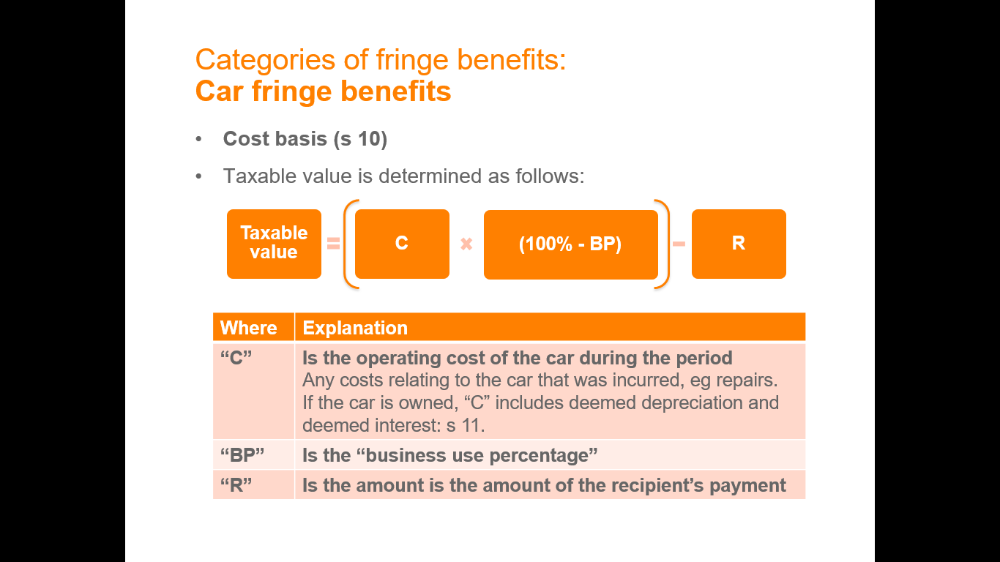 Categories of fringe benefits:
Car fringe benefits
• Cost basis (s 10)
• Taxable value is determined as follows:
Taxable
value
=
(
C
×
(100% - BP)
)
–
R
Where Explanation
“C” Is the operating cost of the car during the period
Any costs relating to the car that was incurred, eg repairs.
If the car is owned, “C” includes deemed depreciation and
deemed interest: s 11.
“BP” Is the “business use percentage”
“R” Is the amount is the amount of the recipient’s payment